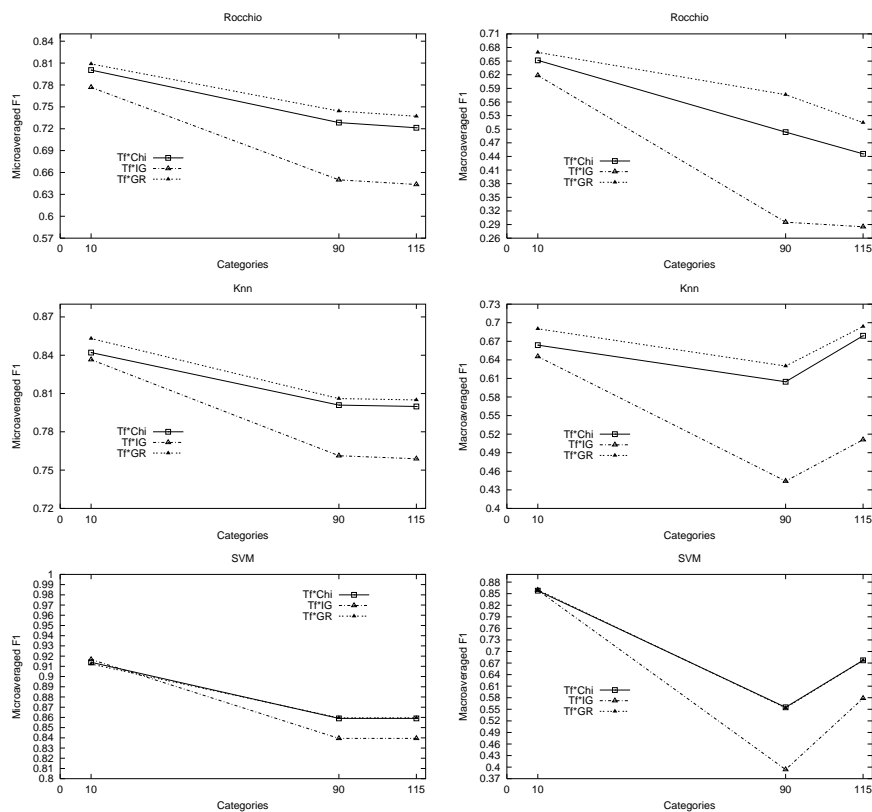 Rocchio
Microaveraged F1
0.84
0.81
0.78
0.75
0.72
0.69
0.66
0.63
0.6
0.57
0
10
90
115
Categories
Tf*Chi
Tf*IG
Tf*GR
Rocchio
Macroaveraged F1
0.71
0.68
0.65
0.62
0.59
0.56
0.53
0.5
0.47
0.44
0.41
0.38
0.35
0.32
0.29
0.26
0
10
90
115
Categories
Tf*Chi
Tf*IG
Tf*GR
Knn
Microaveraged F1
0.87
0.84
0.81
0.78
0.75
0.72
0
10
90
115
Categories
Tf*Chi
Tf*IG
Tf*GR
Knn
Macroaveraged F1
0.73
0.7
0.67
0.64
0.61
0.58
0.55
0.52
0.49
0.46
0.43
0.4
0
10
90
115
Categories
Tf*Chi
Tf*IG
Tf*GR
SVM
Microaveraged F1
1
0.99
0.98
0.97
0.96
0.95
0.94
0.93
0.92
0.91
0.9
0.89
0.88
0.87
0.86
0.85
0.84
0.83
0.82
0.81
0.8
0
10
90
115
Categories
Tf*Chi
Tf*IG
Tf*GR
SVM
Macroaveraged F1
0.88
0.85
0.82
0.79
0.76
0.73
0.7
0.67
0.64
0.61
0.58
0.55
0.52
0.49
0.46
0.43
0.4
0.37
0
10
90
115
Categories
Tf*Chi
Tf*IG
Tf*GR